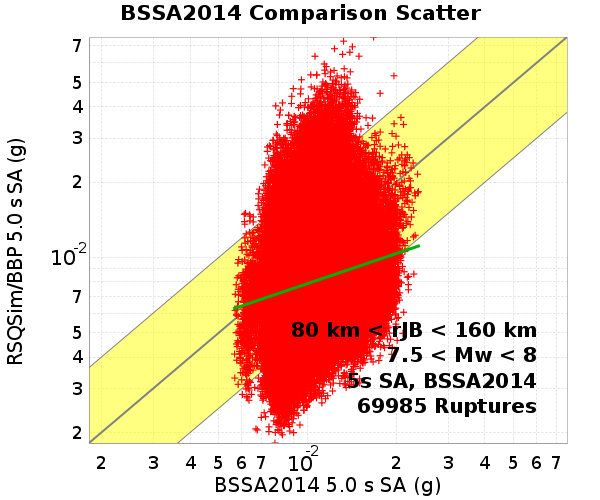 BSSA2014 Comparison Scatter
RSQSim/BBP 5.0 s SA (g)
7
5
4
3
2
10-2
7
5
4
3
2
80 km < rJB < 160 km
7.5 < Mw < 8
5s SA, BSSA2014
69985 Ruptures
2 3 4 5 6 7 10-2 2 3 4 5 6 7
BSSA2014 5.0 s SA (g)